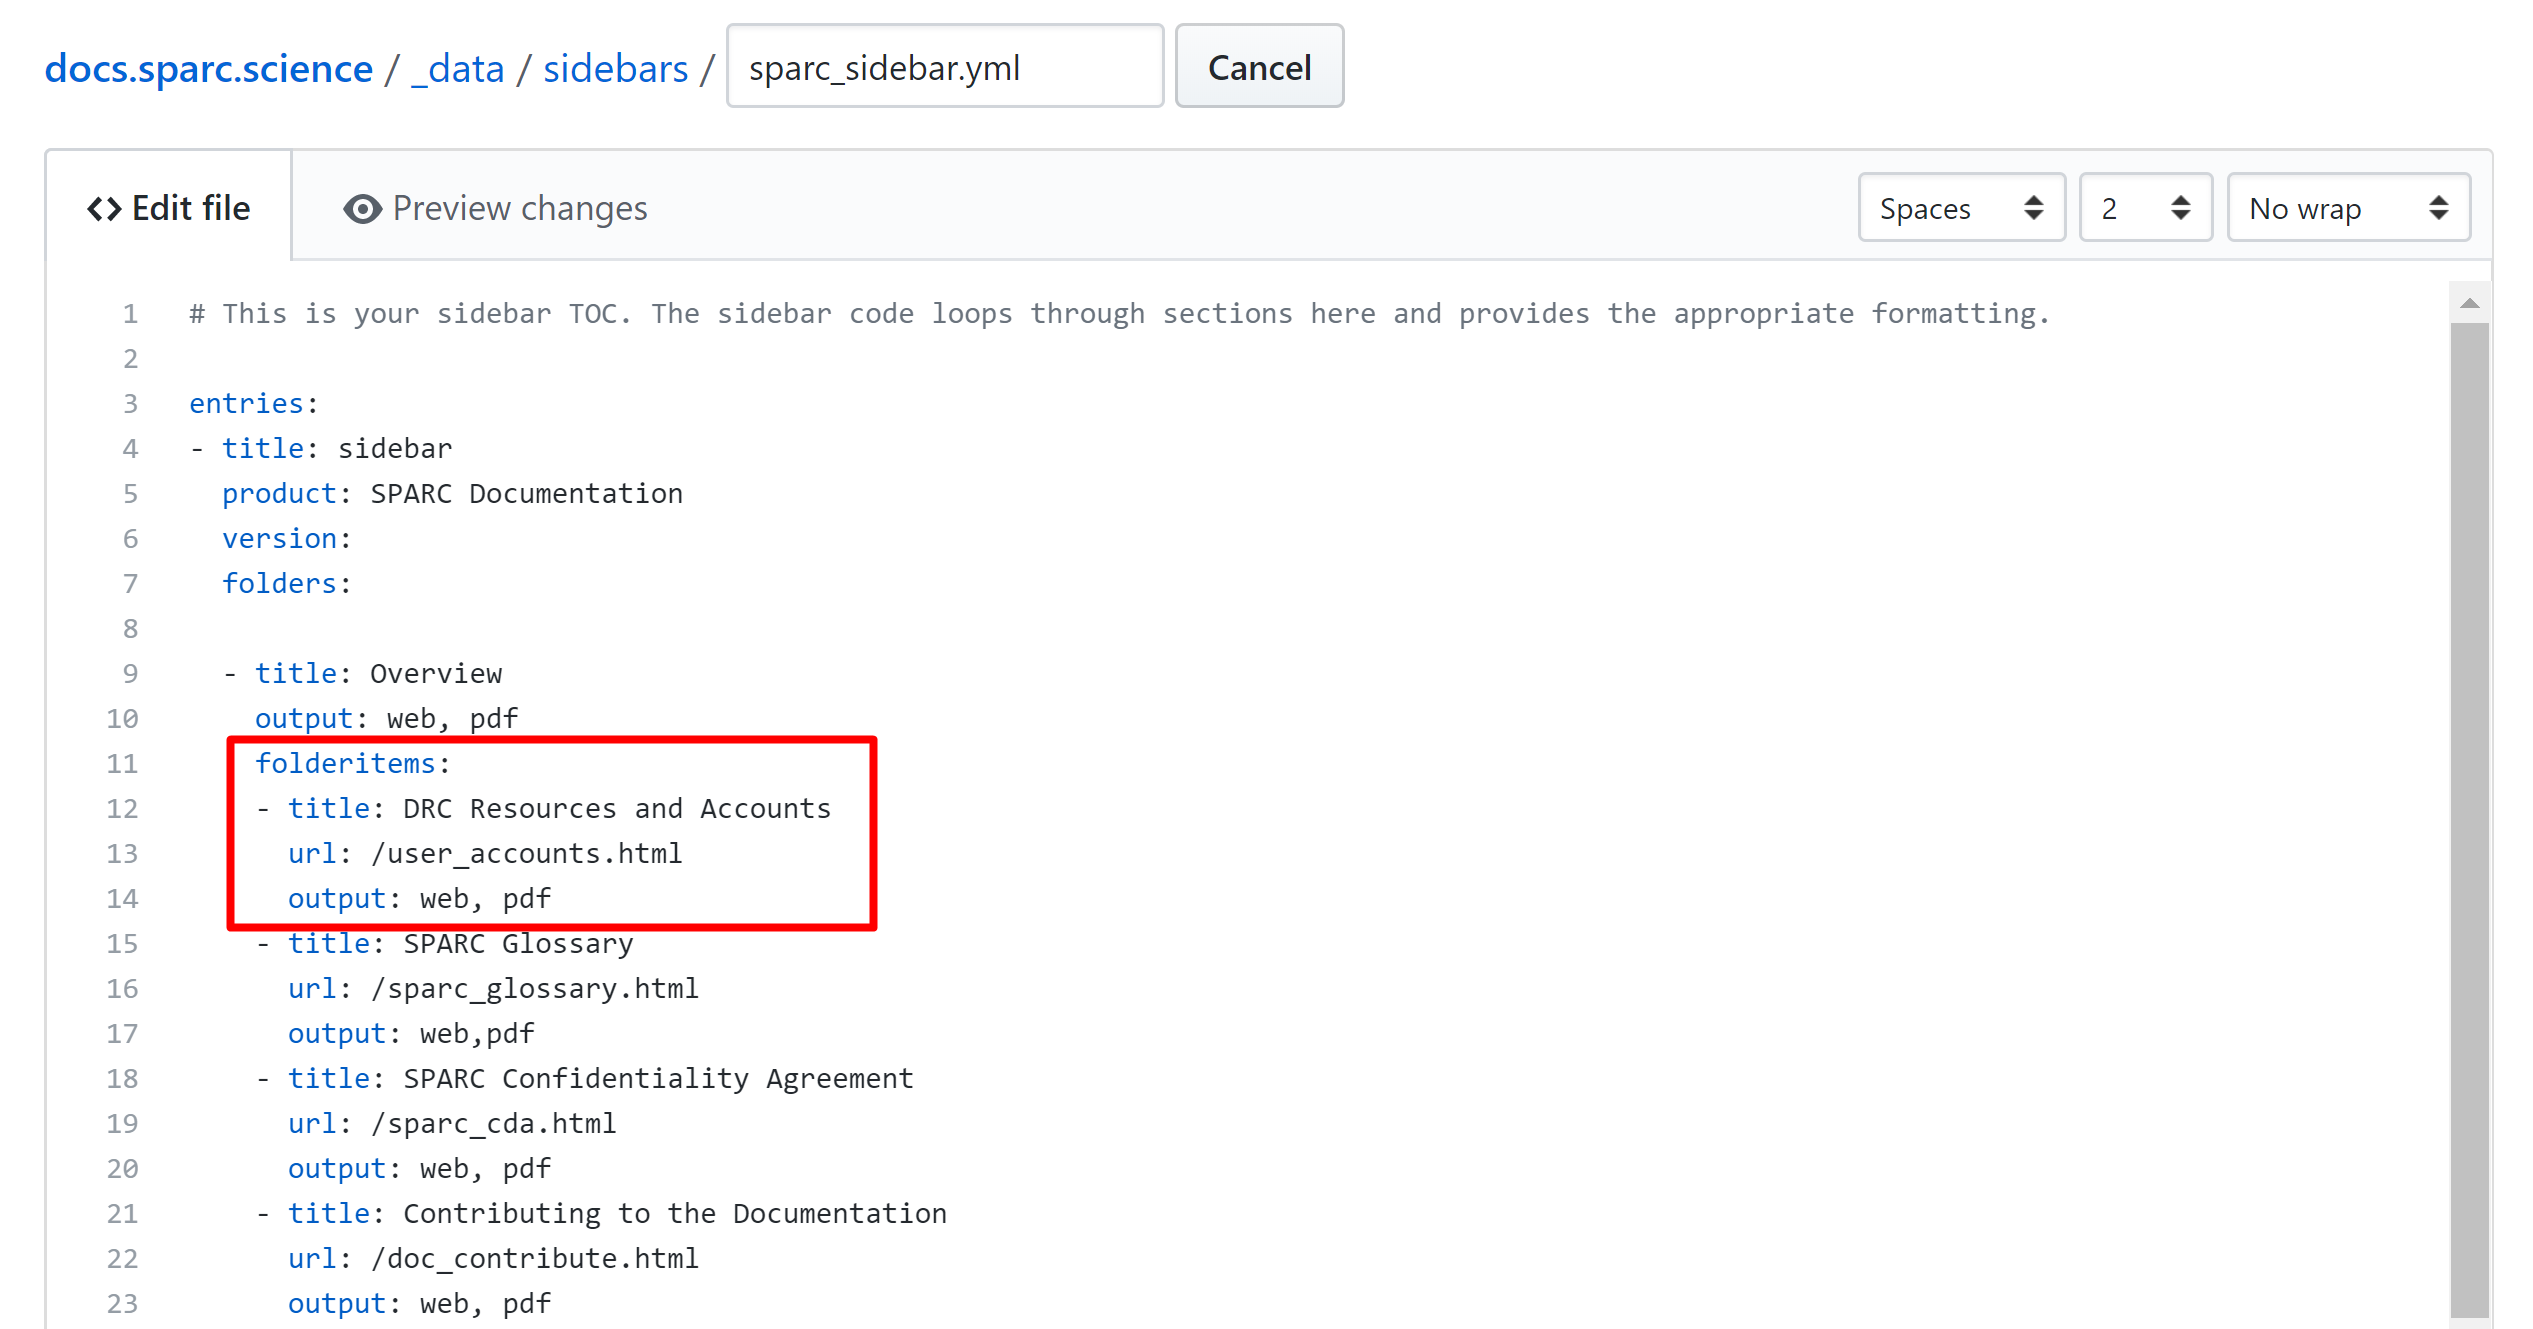 docs.sparc.science / _data / sidebars / sparc_sidebar.yml Cancel
<> Edit file Preview changes Spaces 2 No wrap
1 # This is your sidebar TOC. The sidebar code loops through sections here and provides the appropriate formatting.
2
3 entries:
4 - title: sidebar
5   product: SPARC Documentation
6   version:
7   folders:
8
9   - title: Overview
10     output: web, pdf
11     folderitems:
12     - title: DRC Resources and Accounts
13       url: /user_accounts.html
14       output: web, pdf
15     - title: SPARC Glossary
16       url: /sparc_glossary.html
17       output: web,pdf
18     - title: SPARC Confidentiality Agreement
19       url: /sparc_cda.html
20       output: web, pdf
21     - title: Contributing to the Documentation
22       url: /doc_contribute.html
23       output: web, pdf